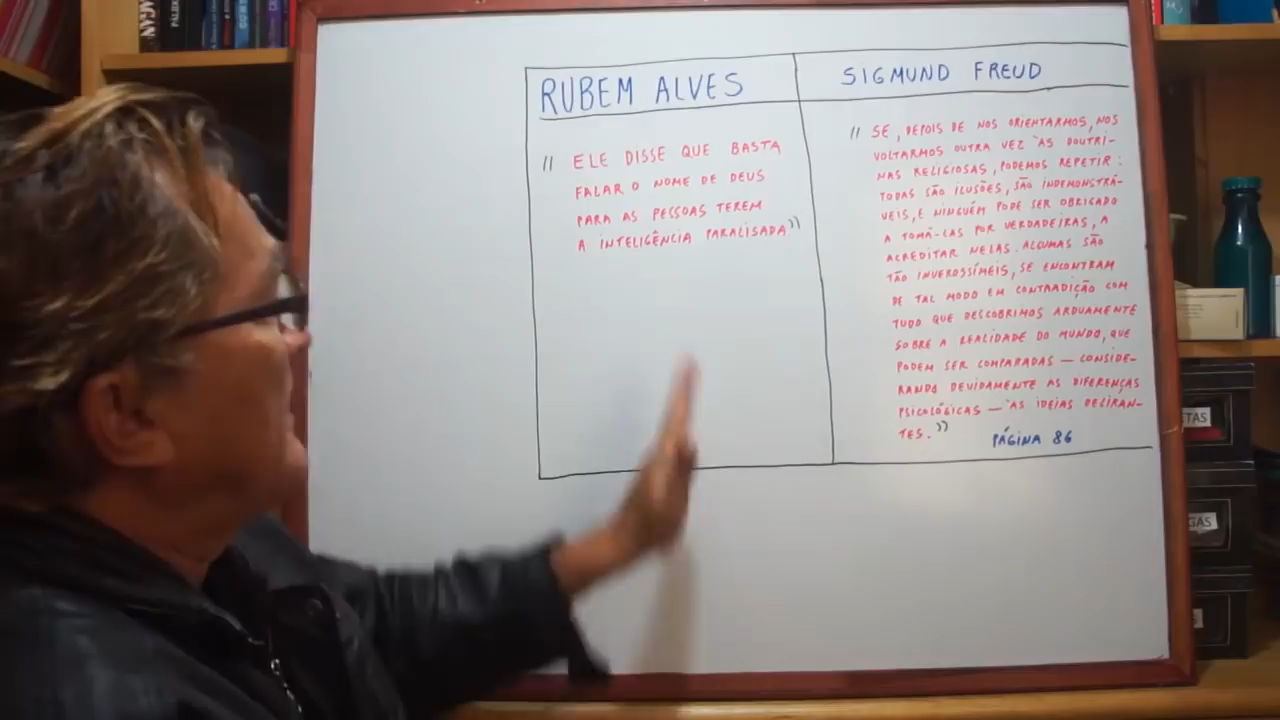 RUBEM ALVES
" ELE DISSE QUE BASTA
FALAR O NOME DE DEUS
PARA AS PESSOAS TEREM
A INTELIGÊNCIA PARALISADA"
SIGMUND FREUD
" SE, DEPOIS DE NOS ORIENTARMOS, NOS
VOLTARMOS OUTRA VEZ ÀS DOUTRI-
NAS RELIGIOSAS, PODEMOS REPETIR:
TODAS SÃO ILUSÕES, SÃO INDEMONSTRÁ-
VEIS, E NINGUÉM PODE SER OBRIGADO
A TOMÁ-LAS POR VERDADEIRAS, A
ACREDITAR NELAS. ALGUMAS SÃO
TÃO INVEROSSÍMEIS, SE ENCONTRAM
DE TAL MODO EM CONTRADIÇÃO COM
TUDO QUE DESCOBRIMOS ARDUAMENTE
SOBRE A REALIDADE DO MUNDO, QUE
PODEM SER COMPARADAS — CONSIDE-
RANDO DEVIDAMENTE AS DIFERENÇAS
PSICOLÓGICAS — ÀS IDEIAS DELIRAN-
TES."
PÁGINA 86